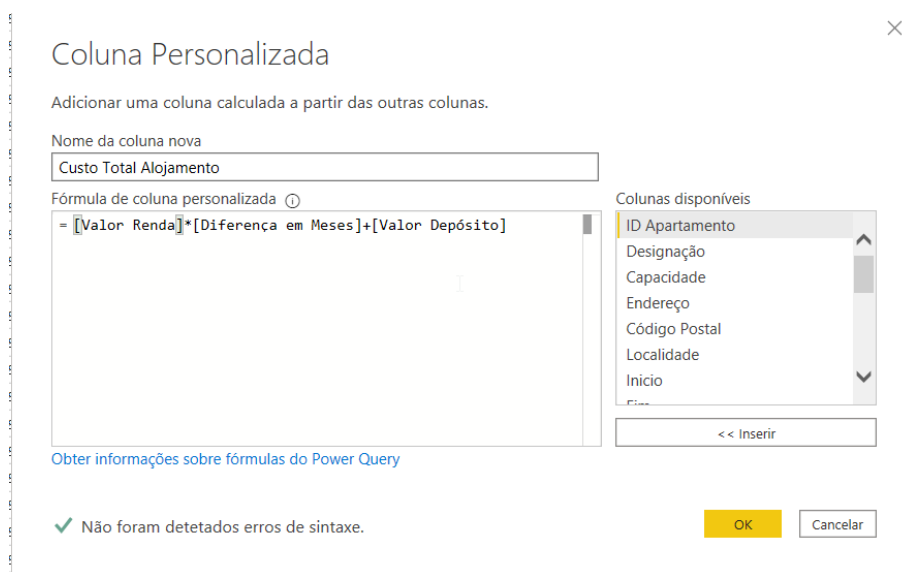 Coluna Personalizada
Adicionar uma coluna calculada a partir das outras colunas.
Nome da coluna nova
Custo Total Alojamento
Fórmula de coluna personalizada
= [Valor Renda]*[Diferença em Meses]+[Valor Depósito]
Colunas disponíveis
ID Apartamento
Designação
Capacidade
Endereço
Código Postal
Localidade
Inicio
<< Inserir
Obter informações sobre fórmulas do Power Query
Não foram detetados erros de sintaxe.
OK
Cancelar